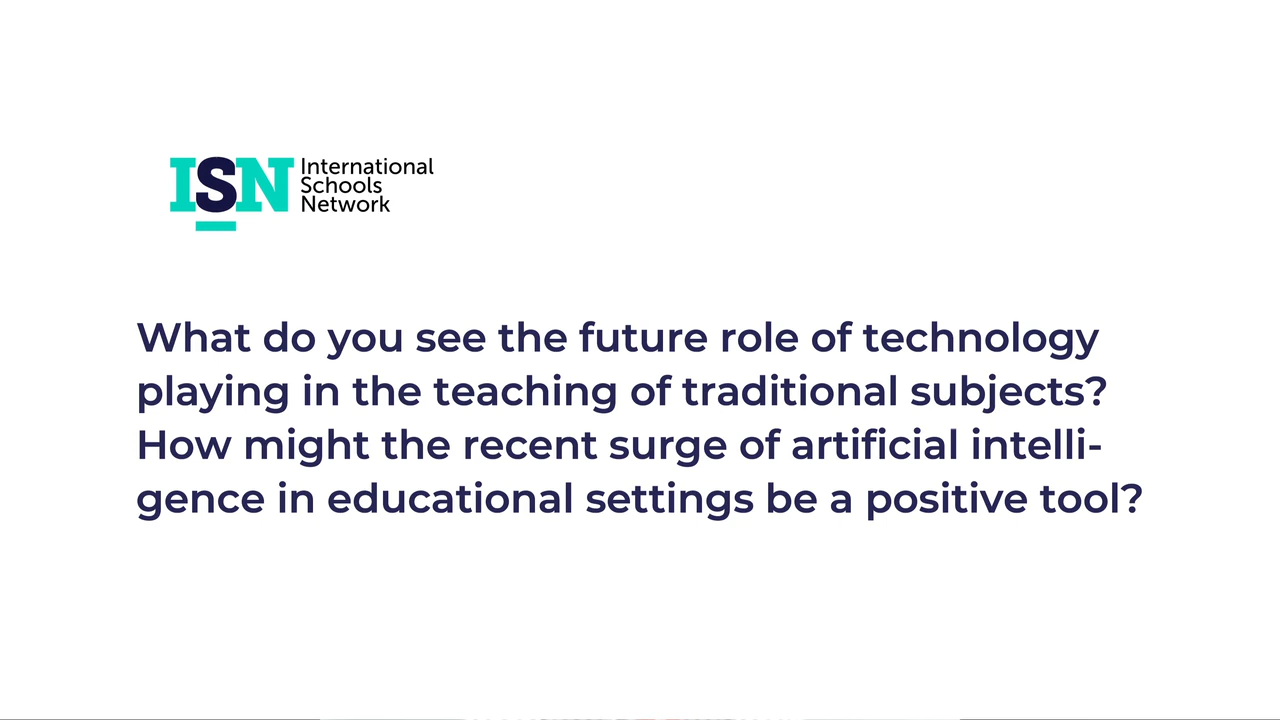 ISN
International
Schools
Network
What do you see the future role of technology
playing in the teaching of traditional subjects?
How might the recent surge of artificial intelli-
gence in educational settings be a positive tool?